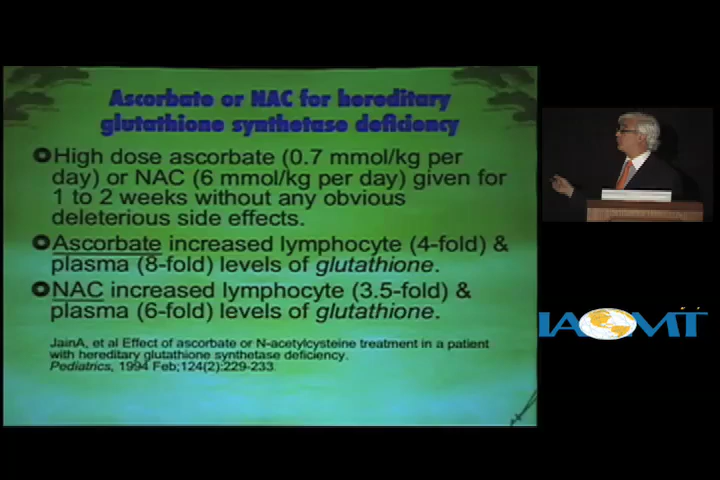 Ascorbate or NAC for hereditary
glutathione synthetase deficiency
High dose ascorbate (0.7 mmol/kg per
day) or NAC (6 mmol/kg per day) given for
1 to 2 weeks without any obvious
deleterious side effects.
Ascorbate increased lymphocyte (4-fold) &
plasma (8-fold) levels of glutathione.
NAC increased lymphocyte (3.5-fold) &
plasma (6-fold) levels of glutathione.
JainA, et al Effect of ascorbate or N-acetylcysteine treatment in a patient
with hereditary glutathione synthetase deficiency.
Pediatrics, 1994 Feb;124(2):229-233.
IAOMT